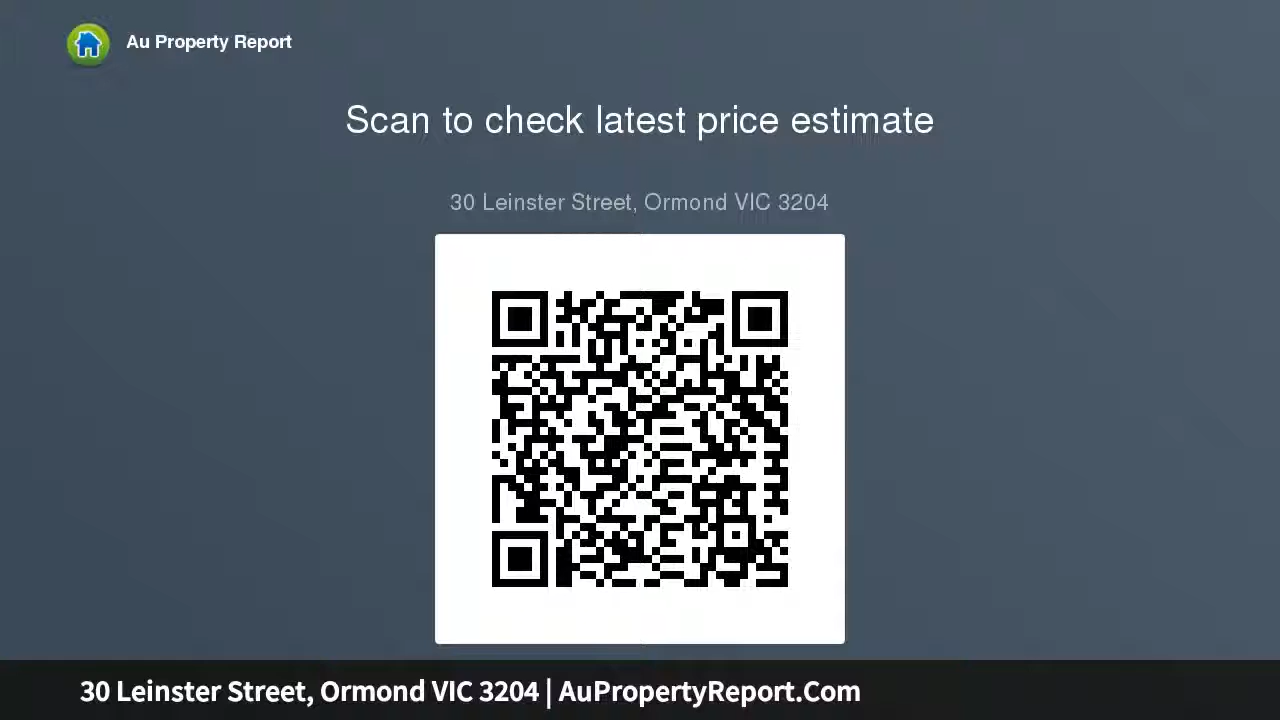 Au Property Report
Scan to check latest price estimate
30 Leinster Street, Ormond VIC 3204
30 Leinster Street, Ormond VIC 3204 | AuPropertyReport.Com